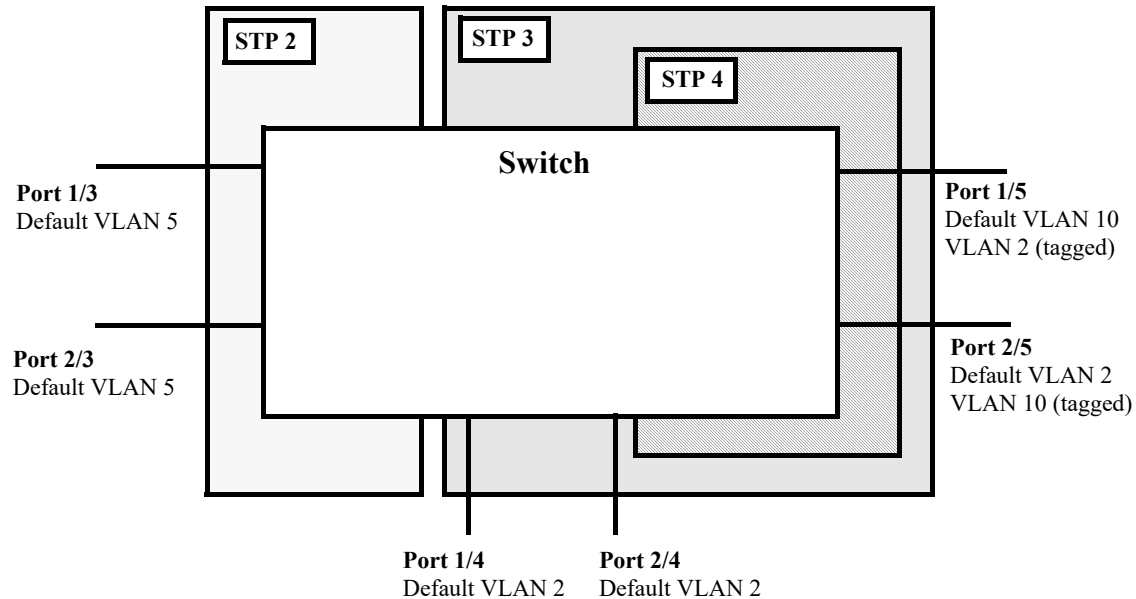 STP 2
STP 3
STP 4
Switch
Port 1/3
Default VLAN 5
Port 1/5
Default VLAN 10
VLAN 2 (tagged)
Port 2/3
Default VLAN 5
Port 2/5
Default VLAN 2
VLAN 10 (tagged)
Port 1/4
Default VLAN 2
Port 2/4
Default VLAN 2